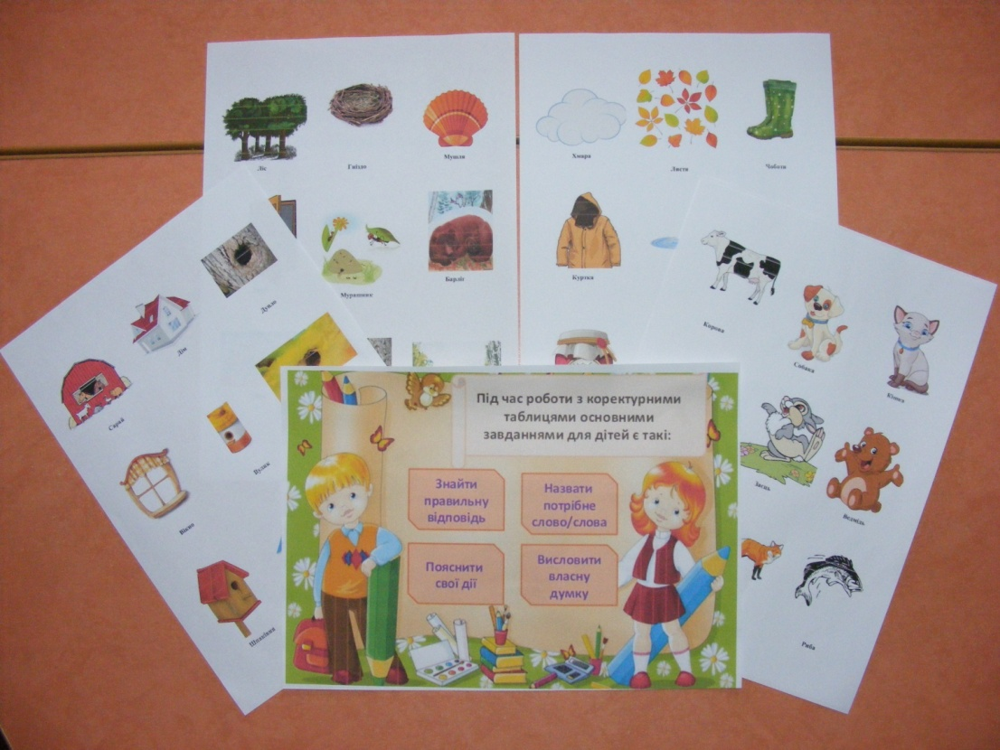 Ліс
Гніздо
Мушля
Мурашник
Барліг
Хмара
Листя
Чоботи
Куртка
Дупло
Дім
Сарай
Вулик
Вікно
Шпаківня
Корова
Собака
Кішка
Заєць
Ведмідь
Риба
Під час роботи з коректурними
таблицями основними
завданнями для дітей є такі:
Знайти
правильну
відповідь
Назвати
потрібне
слово/слова
Пояснити
свої дії
Висловити
власну
думку